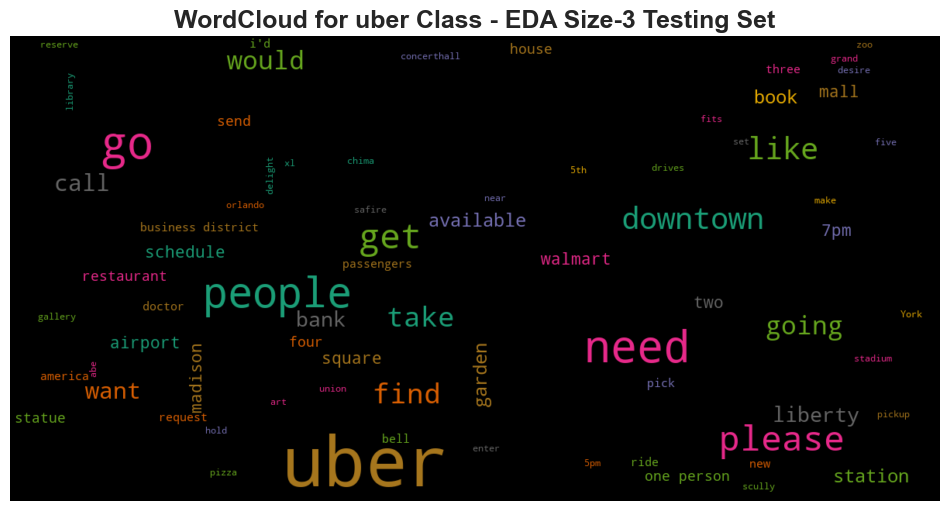 WordCloud for uber Class - EDA Size-3 Testing Set
reserve
i'd
would
concerthall
house
zoo
grand
three
desire
library
book
mall
send
fits
go
set
like
five
chima
xl
delight
5th
drives
call
near
make
orlando
safire
available
downtown
business district
7pm
get
schedule
walmart
passengers
restaurant
people
doctor
two
gallery
bank
take
York
going
airport
four
square
need
stadium
abe
america
madison
garden
pick
want
union
find
art
statue
request
liberty
pickup
hold
bell
please
enter
uber
pizza
5pm
ride
new
one person
station
scully